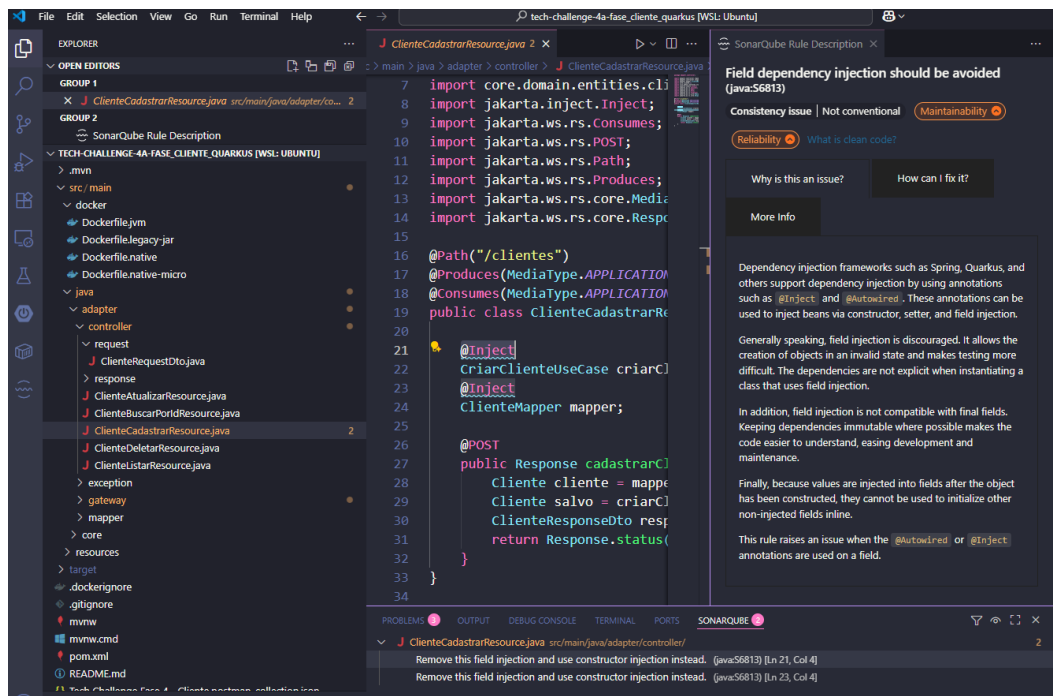 File Edit Selection View Go Run Terminal Help
tech-challenge-4a-fase_cliente_quarkus [WSL: Ubuntu]
EXPLORER
OPEN EDITORS
GROUP 1
ClienteCadastrarResource.java src/main/java/adapter/co... 2
GROUP 2
SonarQube Rule Description
TECH-CHALLENGE-4A-FASE_CLIENTE_QUARKUS [WSL: UBUNTU]
.mvn
src/main
docker
Dockerfile.jvm
Dockerfile.legacy-jar
Dockerfile.native
Dockerfile.native-micro
java
adapter
controller
request
ClienteRequestDto.java
response
ClienteAtualizarResource.java
ClienteBuscarPorIdResource.java
ClienteCadastrarResource.java 2
ClienteDeletarResource.java
ClienteListarResource.java
exception
gateway
mapper
core
resources
target
.dockerignore
.gitignore
mvnw
mvnw.cmd
pom.xml
README.md
Tech Challenge Fase 4 - Cliente.postman_collection.json
ClienteCadastrarResource.java 2
> main > java > adapter > controller > ClienteCadastrarResource.java
7 import core.domain.entities.cli
8 import jakarta.inject.Inject;
9 import jakarta.ws.rs.Consumes;
10 import jakarta.ws.rs.POST;
11 import jakarta.ws.rs.Path;
12 import jakarta.ws.rs.Produces;
13 import jakarta.ws.rs.core.Media
14 import jakarta.ws.rs.core.Respo
15
16 @Path("/clientes")
17 @Produces(MediaType.APPLICATION
18 @Consumes(MediaType.APPLICATION
19 public class ClienteCadastrarRe
20
21 @Inject
22 CriarClienteUseCase criarCl
23 @Inject
24 ClienteMapper mapper;
25
26 @POST
27 public Response cadastrarCl
28 Cliente cliente = mappe
29 Cliente salvo = criarCl
30 ClienteResponseDto resp
31 return Response.status(
32 }
33 }
34
SonarQube Rule Description
Field dependency injection should be avoided
(java:S6813)
Consistency issue | Not conventional Maintainability
Reliability What is clean code?
Why is this an issue? How can I fix it?
More Info
Dependency injection frameworks such as Spring, Quarkus, and
others support dependency injection by using annotations
such as @Inject and @Autowired . These annotations can be
used to inject beans via constructor, setter, and field injection.
Generally speaking, field injection is discouraged. It allows the
creation of objects in an invalid state and makes testing more
difficult. The dependencies are not explicit when instantiating a
class that uses field injection.
In addition, field injection is not compatible with final fields.
Keeping dependencies immutable where possible makes the
code easier to understand, easing development and
maintenance.
Finally, because values are injected into fields after the object
has been constructed, they cannot be used to initialize other
non-injected fields inline.
This rule raises an issue when the @Autowired or @Inject
annotations are used on a field.
PROBLEMS 3 OUTPUT DEBUG CONSOLE TERMINAL PORTS SONARQUBE 2
ClienteCadastrarResource.java src/main/java/adapter/controller/ 2
Remove this field injection and use constructor injection instead. (java:S6813) [Ln 21, Col 4]
Remove this field injection and use constructor injection instead. (java:S6813) [Ln 23, Col 4]